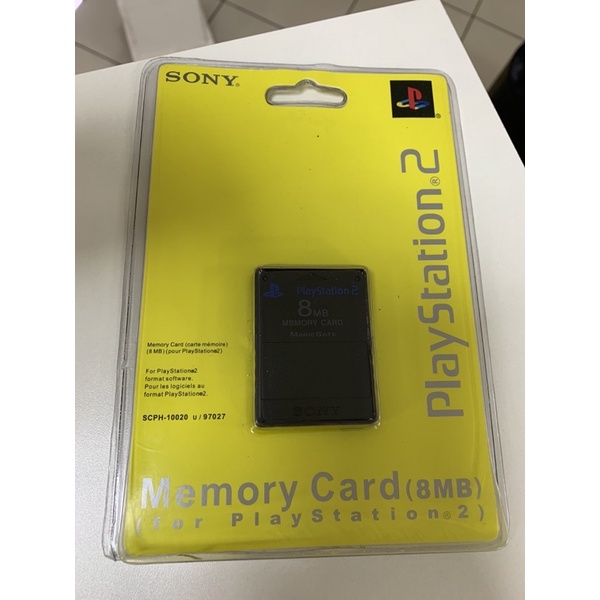 SONY®
PlayStation®2
PlayStation 2
8MB
MEMORY CARD
MagicGate
SONY
Memory Card (carte mémoire)
(8 MB) (pour PlayStation®2)
For PlayStation®2
format software.
Pour les logiciels au
format PlayStation®2.
SCPH-10020 U / 97027
Memory Card (8MB)
(for PlayStation®2)